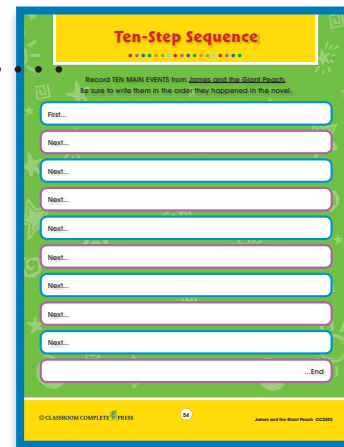 Ten-Step Sequence
Record TEN MAIN EVENTS from James and the Giant Peach.
Be sure to write them in the order they happened in the novel.
First...
Next...
Next...
Next...
Next...
Next...
Next...
Next...
Next...
...End
© CLASSROOM COMPLETE PRESS
54
James and the Giant Peach CC2303